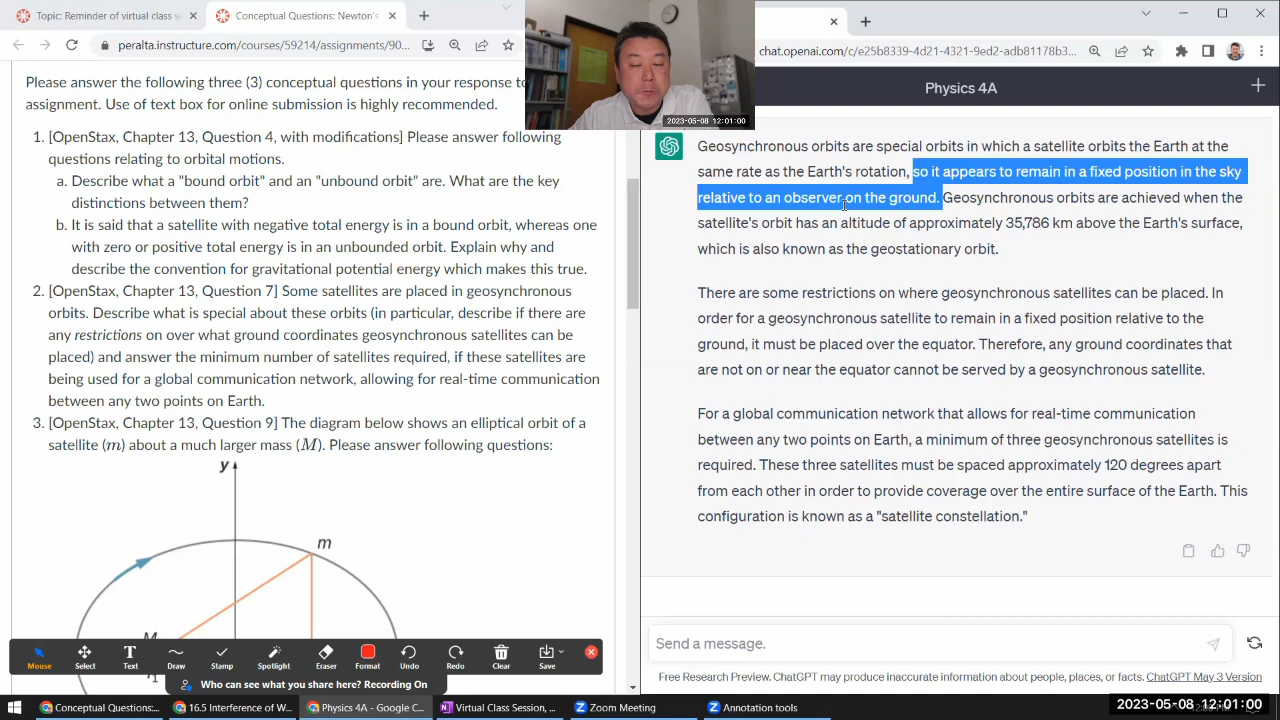 Topic: Reminder of virtual class s
Conceptual Questions: Newton's
peralta.instructure.com/courses/59214/assignments/90...
chat.openai.com/c/e25b8339-4d21-4321-9ed2-adb81178b3...
2023-05-08 12:01:00
Physics 4A
Please answer the following three (3) conceptual questions in your response to
assignment. Use of text box for online submission is highly recommended.
1. [OpenStax, Chapter 13, Question 4, with modifications] Please answer following
questions relating to orbital motions.
a. Describe what a "bound orbit" and an "unbound orbit" are. What are the key
distinctions between them?
b. It is said that a satellite with negative total energy is in a bound orbit, whereas one
with zero or positive total energy is in an unbounded orbit. Explain why and
describe the convention for gravitational potential energy which makes this true.
2. [OpenStax, Chapter 13, Question 7] Some satellites are placed in geosynchronous
orbits. Describe what is special about these orbits (in particular, describe if there are
any restrictions on over what ground coordinates geosynchronous satellites can be
placed) and answer the minimum number of satellites required, if these satellites are
being used for a global communication network, allowing for real-time communication
between any two points on Earth.
3. [OpenStax, Chapter 13, Question 9] The diagram below shows an elliptical orbit of a
satellite (m) about a much larger mass (M). Please answer following questions:
y
m
M
Geosynchronous orbits are special orbits in which a satellite orbits the Earth at the
same rate as the Earth's rotation, so it appears to remain in a fixed position in the sky
relative to an observer on the ground. Geosynchronous orbits are achieved when the
satellite's orbit has an altitude of approximately 35,786 km above the Earth's surface,
which is also known as the geostationary orbit.
There are some restrictions on where geosynchronous satellites can be placed. In
order for a geosynchronous satellite to remain in a fixed position relative to the
ground, it must be placed over the equator. Therefore, any ground coordinates that
are not on or near the equator cannot be served by a geosynchronous satellite.
For a global communication network that allows for real-time communication
between any two points on Earth, a minimum of three geosynchronous satellites is
required. These three satellites must be spaced approximately 120 degrees apart
from each other in order to provide coverage over the entire surface of the Earth. This
configuration is known as a "satellite constellation."
Send a message.
Free Research Preview. ChatGPT may produce inaccurate information about people, places, or facts. ChatGPT May 3 Version
Mouse Select Text Draw Stamp Spotlight Eraser Format Undo Redo Clear Save
Who can see what you share here? Recording On
Conceptual Questions:...
16.5 Interference of W...
Physics 4A - Google C...
Virtual Class Session, ...
Zoom Meeting
Annotation tools
2023-05-08 12:01:00